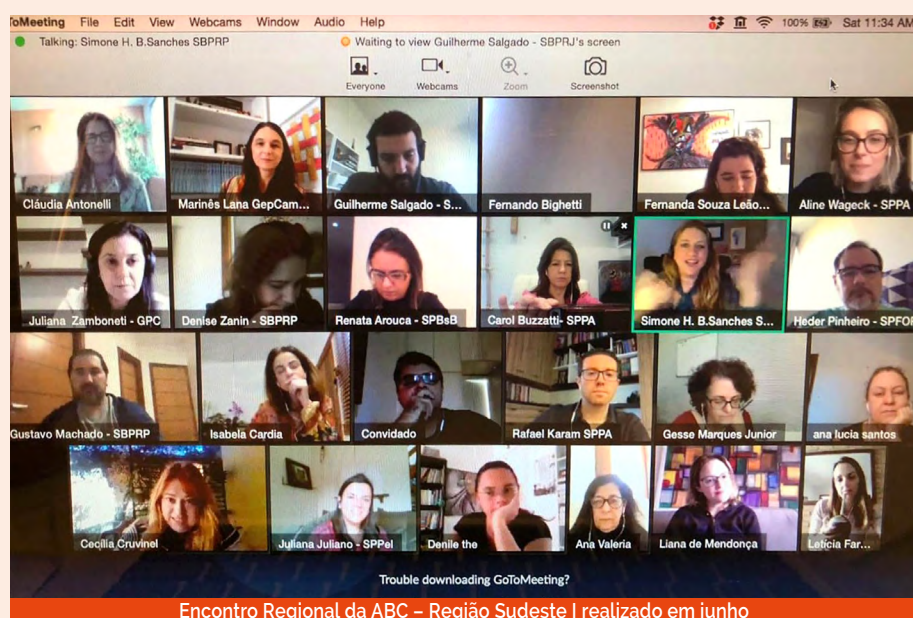 ToMeeting File Edit View Webcams Window Audio Help 100% Sat 11:34 AM
Talking: Simone H. B.Sanches SBPRP
Waiting to view Guilherme Salgado - SBPRJ's screen
Everyone Webcams Zoom Screenshot
Cláudia Antonelli
Marinês Lana GepCam...
Guilherme Salgado - S...
Fernando Bighetti
Fernanda Souza Leão...
Aline Wageck - SPPA
Juliana Zamboneti - GPC
Denise Zanin - SBPRP
Renata Arouca - SPBsB
Carol Buzzatti- SPPA
Simone H. B.Sanches S...
Heder Pinheiro - SPFOR
Gustavo Machado - SBPRP
Isabela Cardia
Convidado
Rafael Karam SPPA
Gesse Marques Junior
ana lucia santos
Cecília Cruvinel
Juliana Juliano - SPPel
Denile the
Ana Valeria
Liana de Mendonça
Letícia Far...
Trouble downloading GoToMeeting?
Encontro Regional da ABC – Região Sudeste | realizado em junho